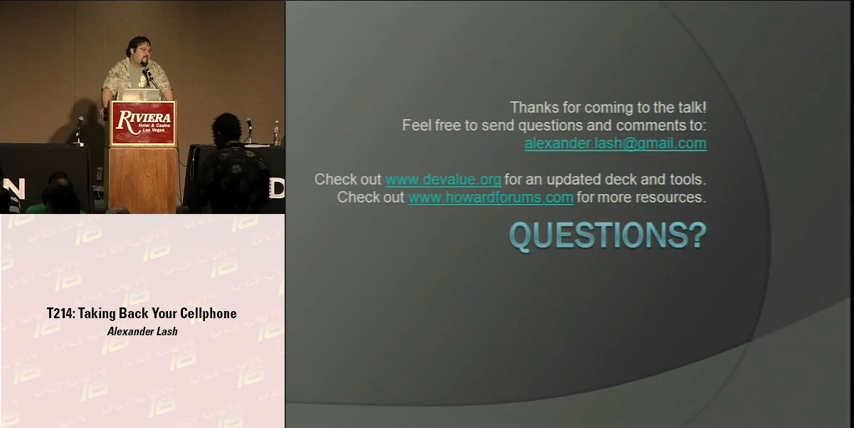 RIVIERA
Hotel & Casino
Las Vegas
N
D
T214: Taking Back Your Cellphone
Alexander Lash
DEFCON 16
Thanks for coming to the talk!
Feel free to send questions and comments to:
alexander.lash@gmail.com
Check out www.devalue.org for an updated deck and tools.
Check out www.howardforums.com for more resources.
QUESTIONS?